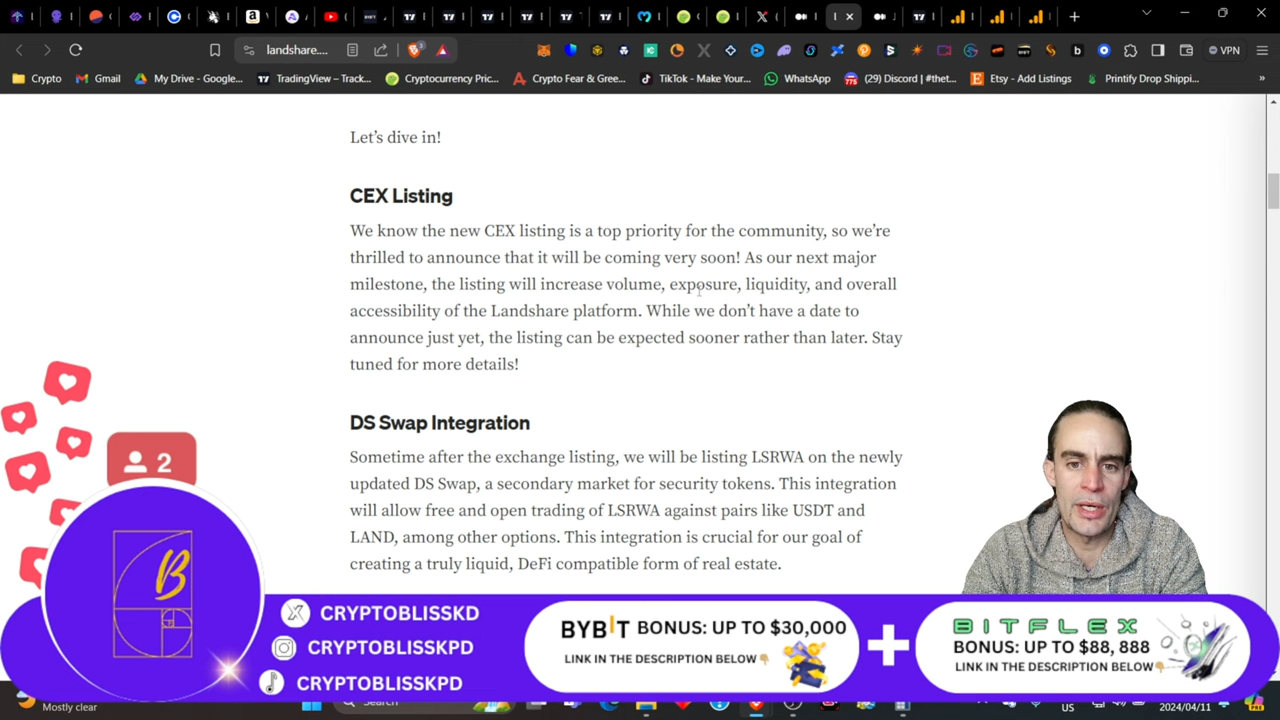 landshare....
VPN
Crypto
Gmail
My Drive - Google...
TradingView – Track...
Cryptocurrency Pric...
Crypto Fear & Gree...
TikTok - Make Your...
WhatsApp
(29) Discord | #thet...
Etsy - Add Listings
Printify Drop Shippi...
Let's dive in!
CEX Listing
We know the new CEX listing is a top priority for the community, so we're
thrilled to announce that it will be coming very soon! As our next major
milestone, the listing will increase volume, exposure, liquidity, and overall
accessibility of the Landshare platform. While we don't have a date to
announce just yet, the listing can be expected sooner rather than later. Stay
tuned for more details!
DS Swap Integration
Sometime after the exchange listing, we will be listing LSRWA on the newly
updated DS Swap, a secondary market for security tokens. This integration
will allow free and open trading of LSRWA against pairs like USDT and
LAND, among other options. This integration is crucial for our goal of
creating a truly liquid, DeFi compatible form of real estate.
2
B
CRYPTOBLISSKD
CRYPTOBLISSKPD
CRYPTOBLISSKPD
BYBIT BONUS: UP TO $30,000
LINK IN THE DESCRIPTION BELOW
BITFLEX
BONUS: UP TO $88, 888
LINK IN THE DESCRIPTION BELOW
Mostly clear
Search
US
2024/04/11